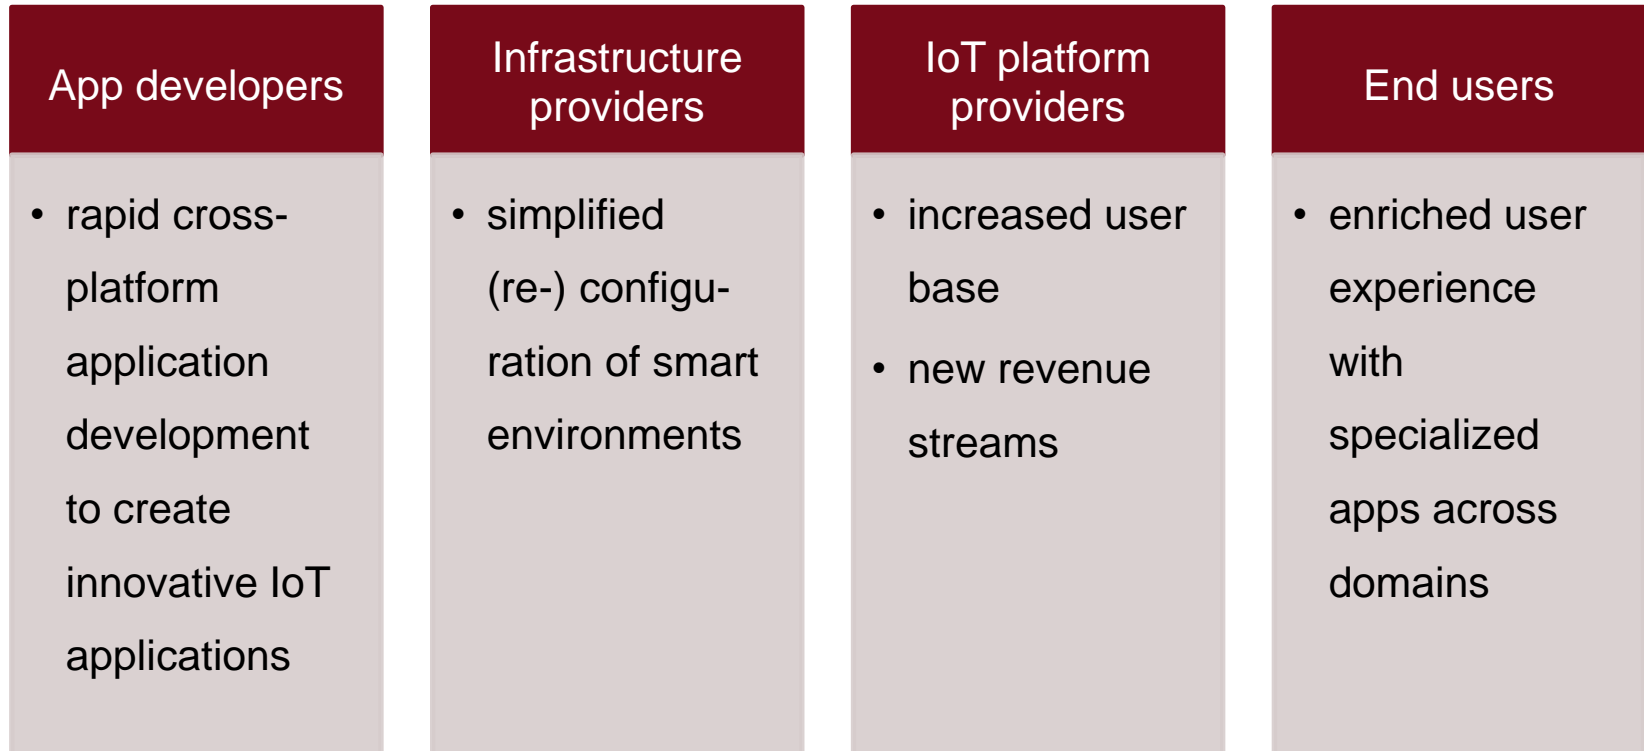 App developers
• rapid cross-
platform
application
development
to create
innovative IoT
applications
Infrastructure
providers
• simplified
(re-) configu-
ration of smart
environments
IoT platform
providers
• increased user
base
• new revenue
streams
End users
• enriched user
experience
with
specialized
apps across
domains